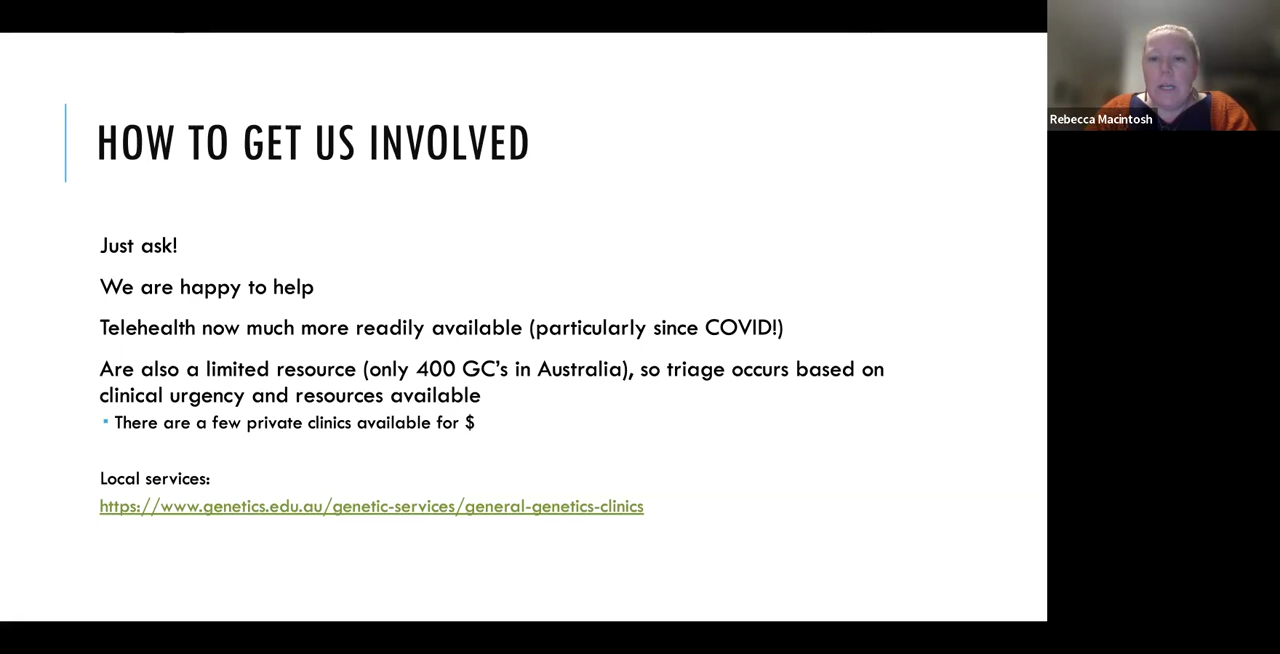 HOW TO GET US INVOLVED
Just ask!
We are happy to help
Telehealth now much more readily available (particularly since COVID!)
Are also a limited resource (only 400 GC's in Australia), so triage occurs based on
clinical urgency and resources available
▪ There are a few private clinics available for $
Local services:
https://www.genetics.edu.au/genetic-services/general-genetics-clinics
Rebecca Macintosh